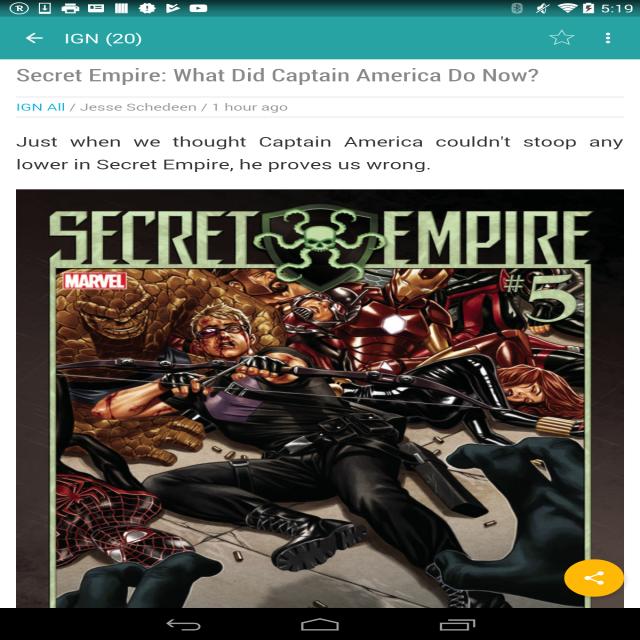 5:19
IGN (20)
Secret Empire: What Did Captain America Do Now?
IGN All / Jesse Schedeen / 1 hour ago
Just when we thought Captain America couldn't stoop any
lower in Secret Empire, he proves us wrong.
SECRET EMPIRE
MARVEL
#5